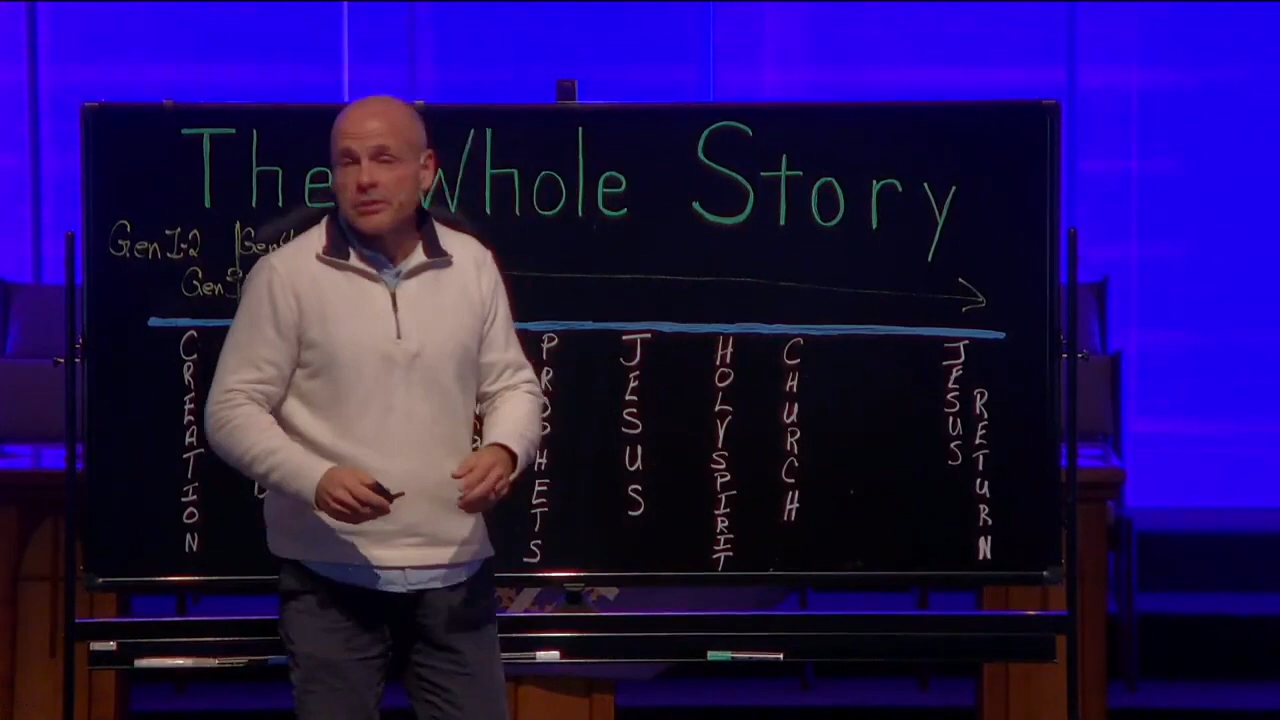 The Whole Story
Gen 1-2
CREATION
PROPHETS
JESUS
HOLY SPIRIT
CHURCH
JESUS
RETURN